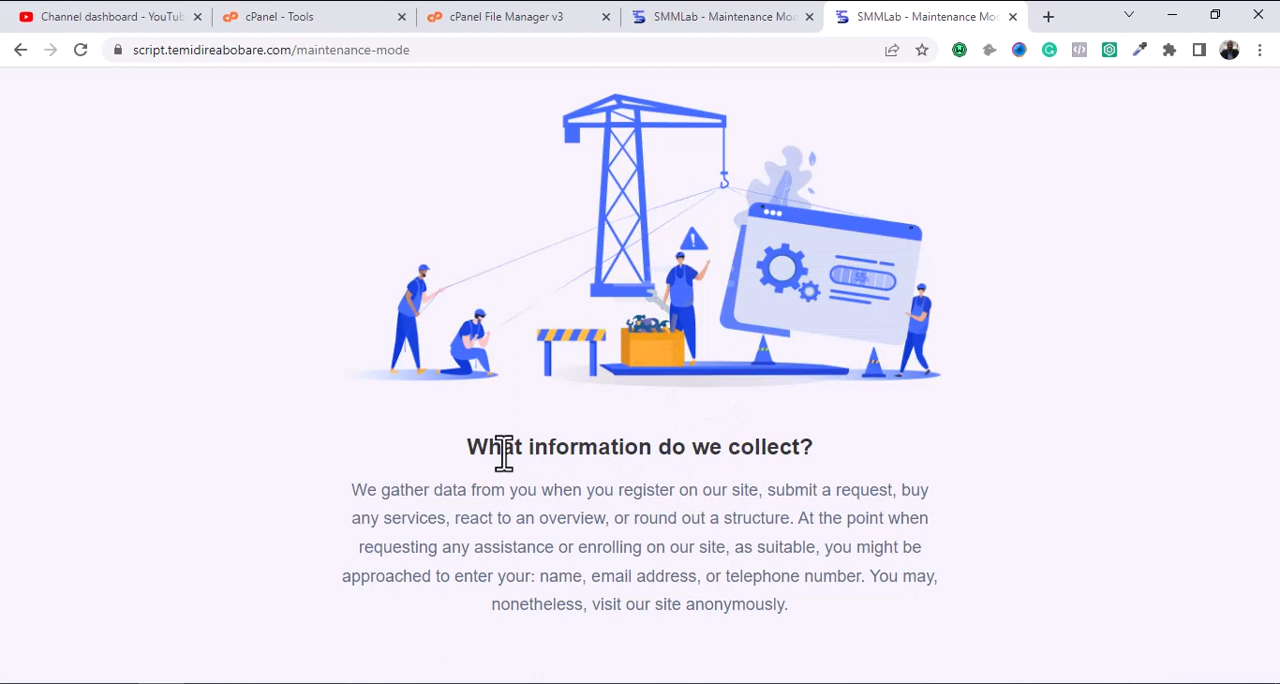 Channel dashboard - YouTub
cPanel - Tools
cPanel File Manager v3
SMMLab - Maintenance Mod
SMMLab - Maintenance Mod
script.temidireabobare.com/maintenance-mode
What information do we collect?
We gather data from you when you register on our site, submit a request, buy
any services, react to an overview, or round out a structure. At the point when
requesting any assistance or enrolling on our site, as suitable, you might be
approached to enter your: name, email address, or telephone number. You may,
nonetheless, visit our site anonymously.